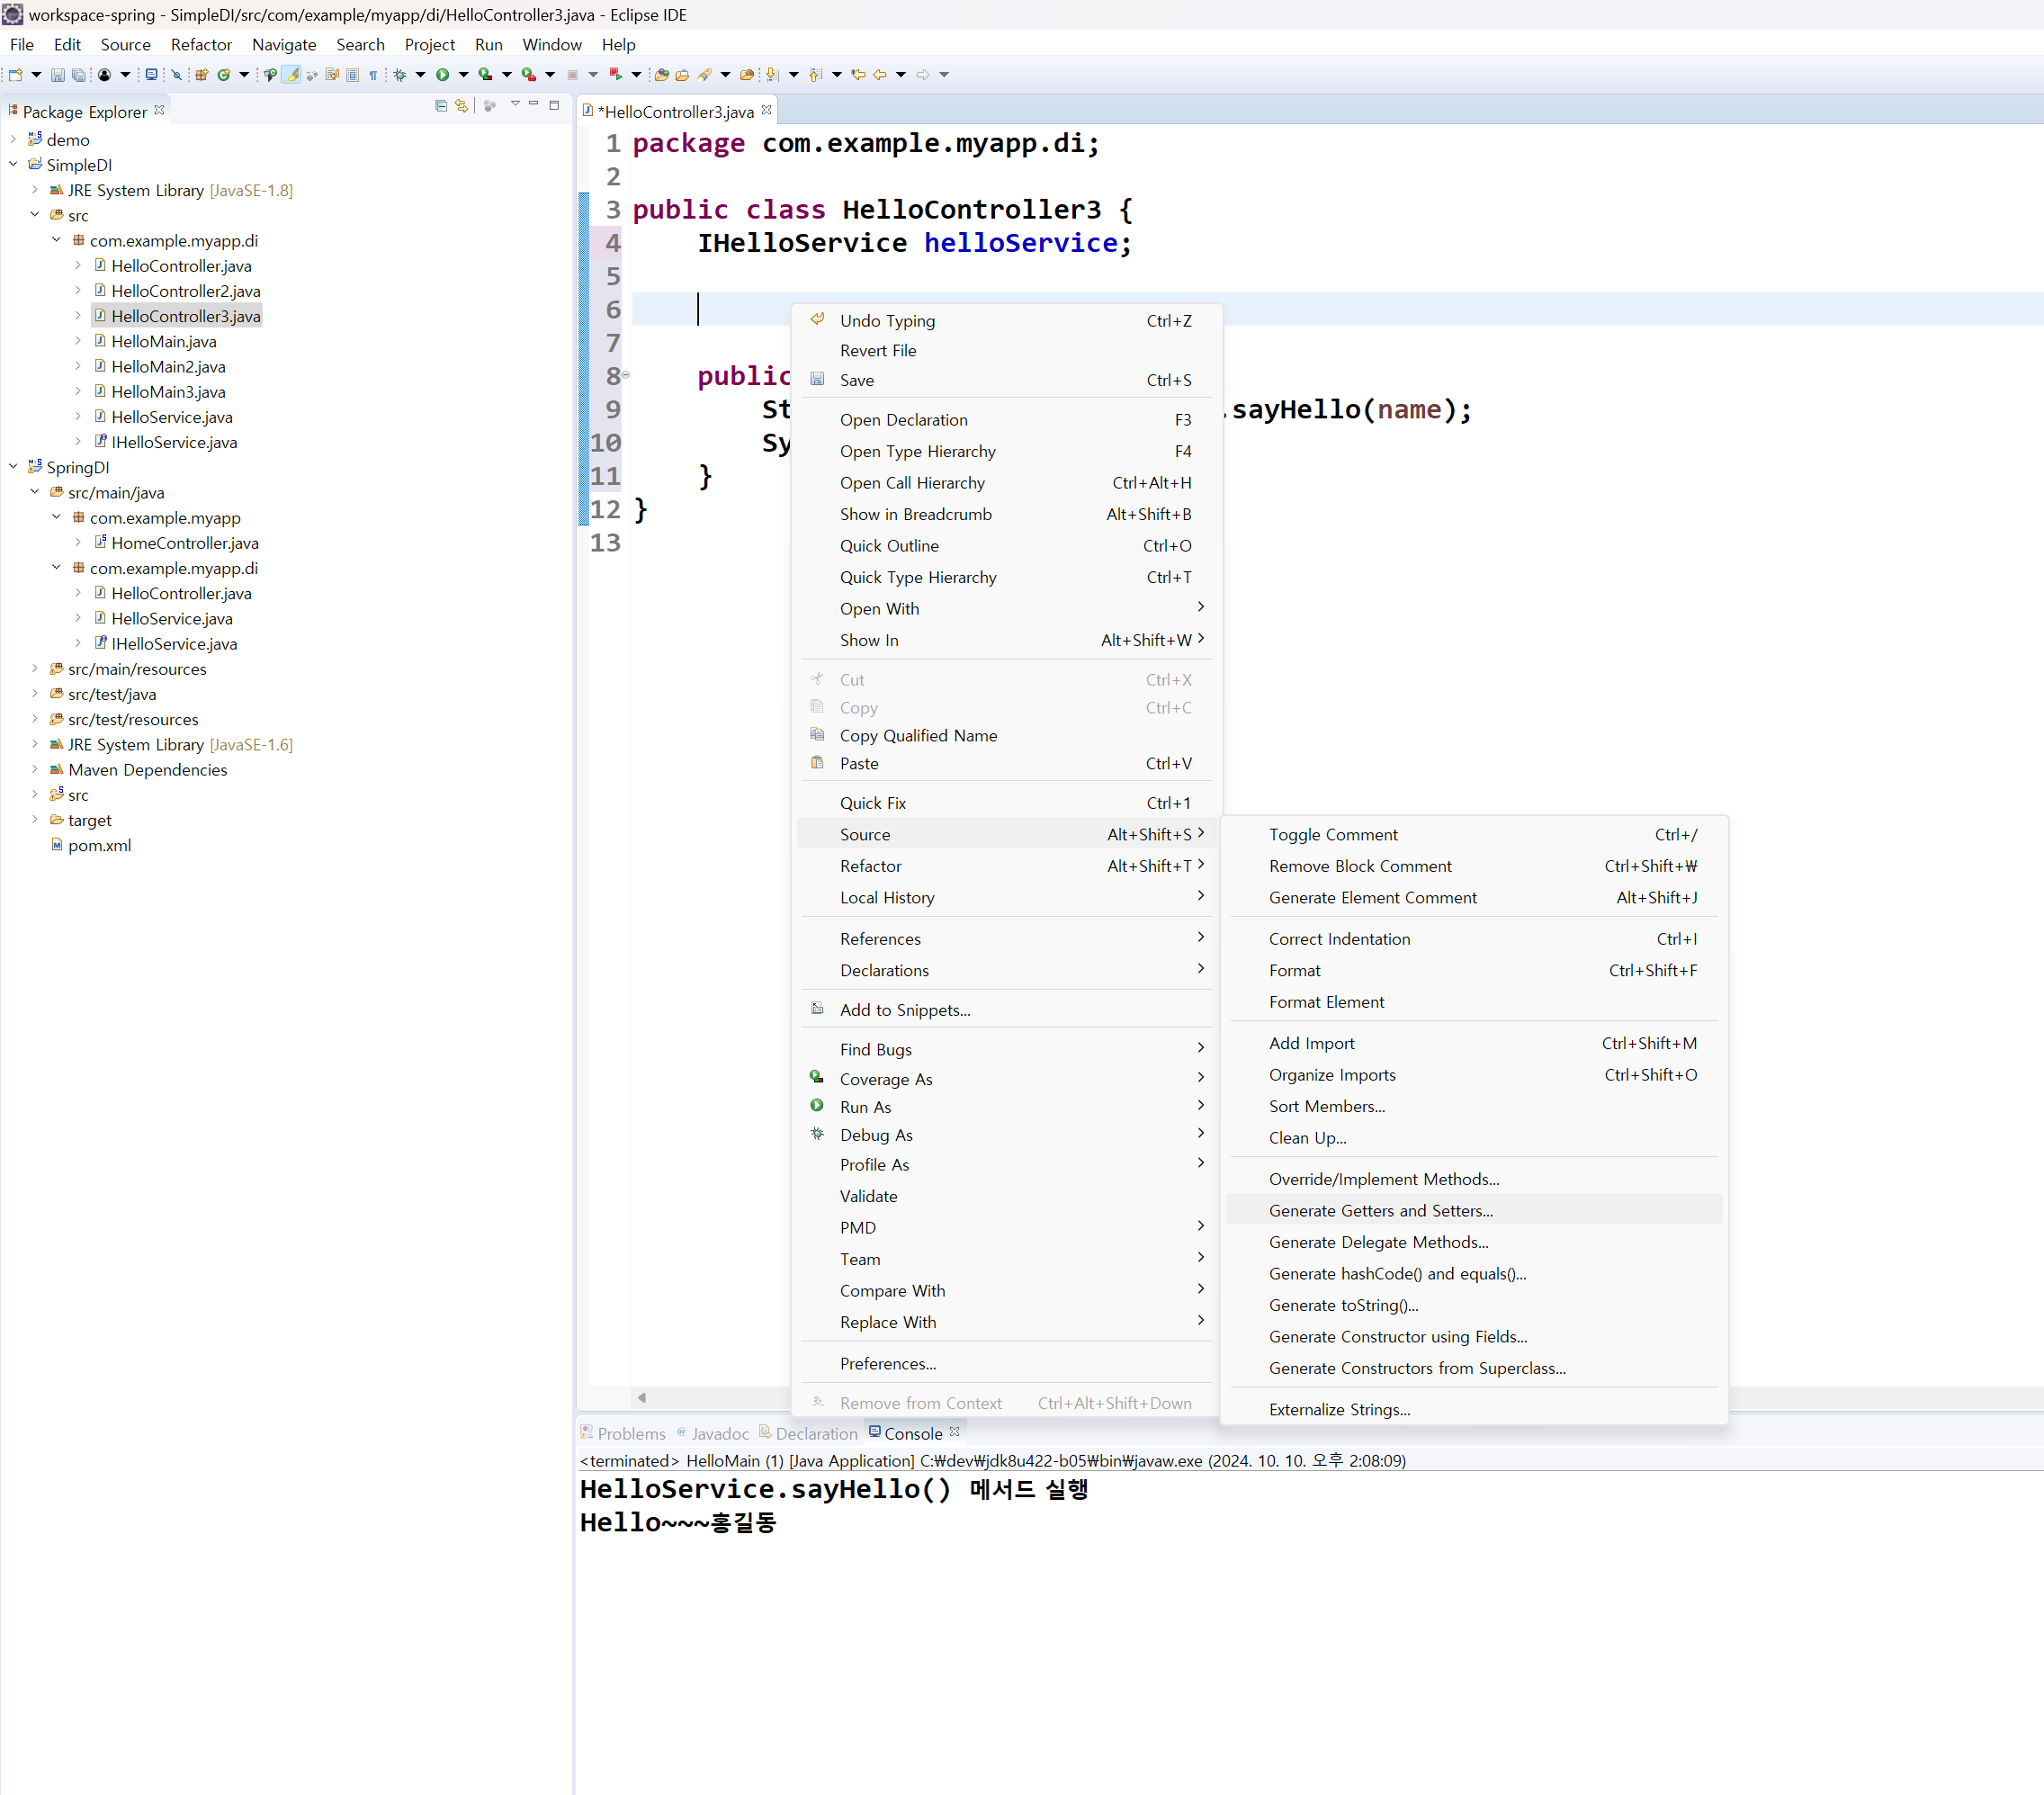 workspace-spring - SimpleDI/src/com/example/myapp/di/HelloController3.java - Eclipse IDE
File Edit Source Refactor Navigate Search Project Run Window Help
Package Explorer
demo
SimpleDI
JRE System Library [JavaSE-1.8]
src
com.example.myapp.di
HelloController.java
HelloController2.java
HelloController3.java
HelloMain.java
HelloMain2.java
HelloMain3.java
HelloService.java
IHelloService.java
SpringDI
src/main/java
com.example.myapp
HomeController.java
com.example.myapp.di
HelloController.java
HelloService.java
IHelloService.java
src/main/resources
src/test/java
src/test/resources
JRE System Library [JavaSE-1.6]
Maven Dependencies
src
target
pom.xml
*HelloController3.java
1 package com.example.myapp.di;
2
3 public class HelloController3 {
4 IHelloService helloService;
5
6
7
8 public
9 St .sayHello(name);
10 Sy
11 }
12 }
13
Undo Typing Ctrl+Z
Revert File
Save Ctrl+S
Open Declaration F3
Open Type Hierarchy F4
Open Call Hierarchy Ctrl+Alt+H
Show in Breadcrumb Alt+Shift+B
Quick Outline Ctrl+O
Quick Type Hierarchy Ctrl+T
Open With
Show In Alt+Shift+W
Cut Ctrl+X
Copy Ctrl+C
Copy Qualified Name
Paste Ctrl+V
Quick Fix Ctrl+1
Source Alt+Shift+S
Refactor Alt+Shift+T
Local History
References
Declarations
Add to Snippets...
Find Bugs
Coverage As
Run As
Debug As
Profile As
Validate
PMD
Team
Compare With
Replace With
Preferences...
Remove from Context Ctrl+Alt+Shift+Down
Toggle Comment Ctrl+/
Remove Block Comment Ctrl+Shift+₩
Generate Element Comment Alt+Shift+J
Correct Indentation Ctrl+I
Format Ctrl+Shift+F
Format Element
Add Import Ctrl+Shift+M
Organize Imports Ctrl+Shift+O
Sort Members...
Clean Up...
Override/Implement Methods...
Generate Getters and Setters...
Generate Delegate Methods...
Generate hashCode() and equals()...
Generate toString()...
Generate Constructor using Fields...
Generate Constructors from Superclass...
Externalize Strings...
Problems Javadoc Declaration Console
<terminated> HelloMain (1) [Java Application] C:₩dev₩jdk8u422-b05₩bin₩javaw.exe (2024. 10. 10. 오후 2:08:09)
HelloService.sayHello() 메서드 실행
Hello~~~홍길동